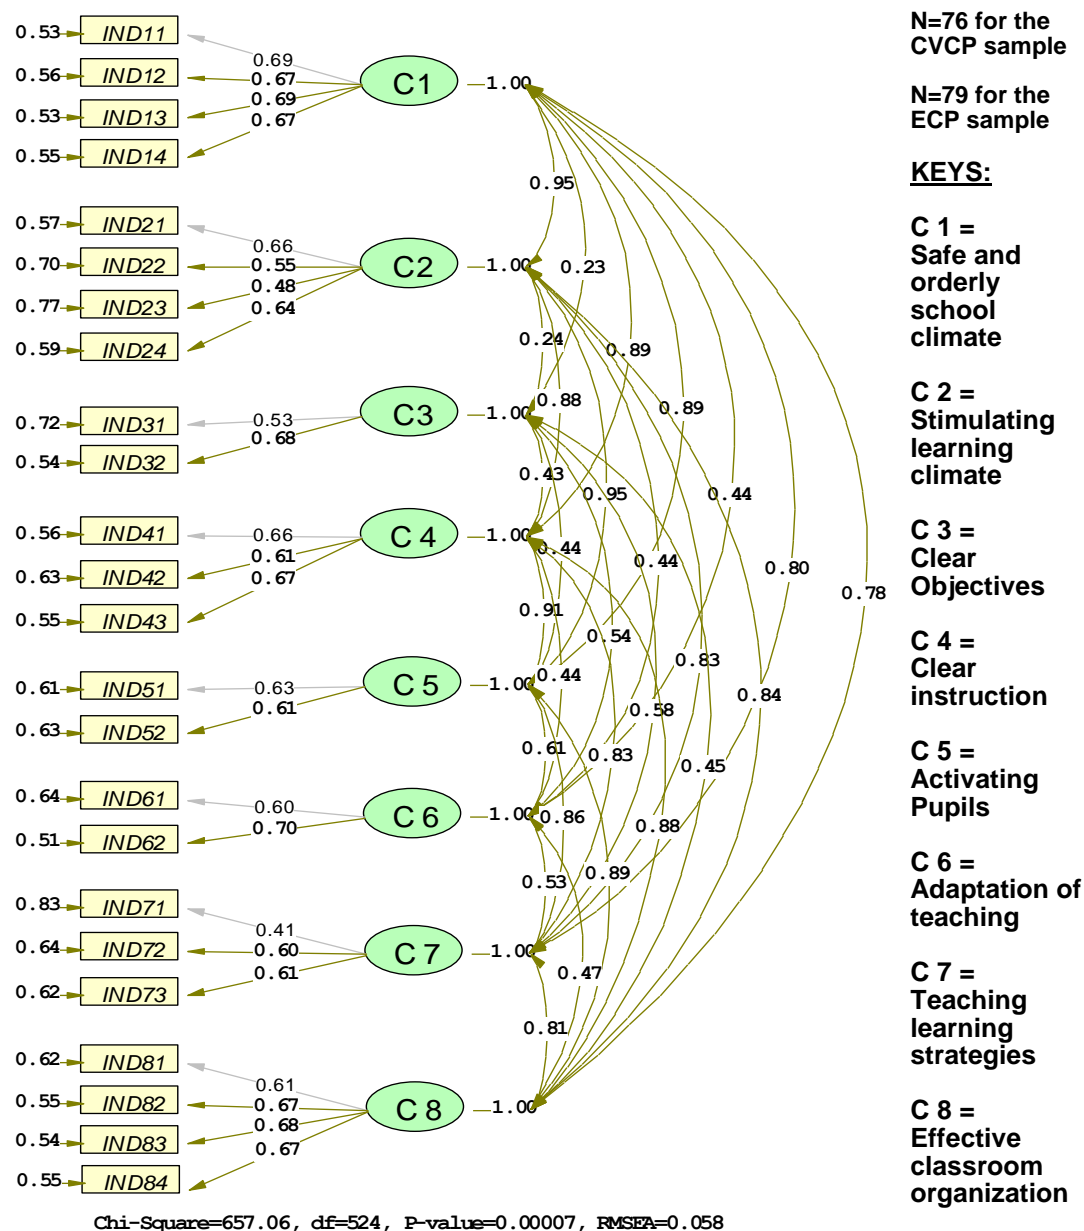 0.53 IND11
0.56 IND12
0.53 IND13
0.55 IND14
0.69
0.67
0.69
0.67
C1
1.00
0.57 IND21
0.70 IND22
0.77 IND23
0.59 IND24
0.66
0.55
0.48
0.64
C2
1.00
0.72 IND31
0.54 IND32
0.53
0.68
C3
1.00
0.56 IND41
0.63 IND42
0.55 IND43
0.66
0.61
0.67
C 4
1.00
0.61 IND51
0.63 IND52
0.63
0.61
C 5
1.00
0.64 IND61
0.51 IND62
0.60
0.70
C 6
1.00
0.83 IND71
0.64 IND72
0.62 IND73
0.41
0.60
0.61
C 7
1.00
0.62 IND81
0.55 IND82
0.54 IND83
0.55 IND84
0.61
0.67
0.68
0.67
C 8
1.00
0.95
0.23
0.24
0.89
0.88
0.89
0.43
0.95
0.44
0.44
0.44
0.80
0.78
0.91
0.54
0.44
0.83
0.58
0.84
0.61
0.83
0.45
0.86
0.88
0.53
0.89
0.47
0.81
N=76 for the
CVCP sample
N=79 for the
ECP sample
KEYS:
C 1 =
Safe and
orderly
school
climate
C 2 =
Stimulating
learning
climate
C 3 =
Clear
Objectives
C 4 =
Clear
instruction
C 5 =
Activating
Pupils
C 6 =
Adaptation of
teaching
C 7 =
Teaching
learning
strategies
C 8 =
Effective
classroom
organization
Chi-Square=657.06, df=524, P-value=0.00007, RMSEA=0.058